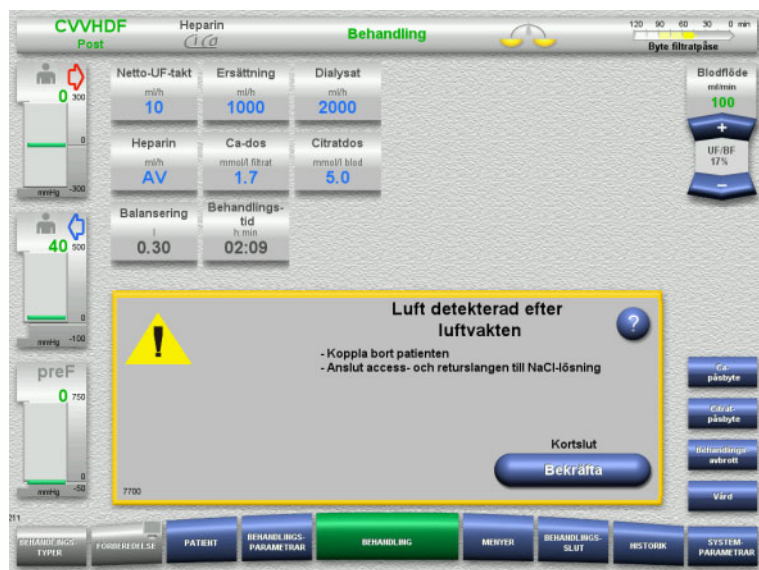 CVVHDF
Post
Heparin
Ci Ca
Behandling
120 90 60 30 0 min
Byte filtratpåse
0 300
0
mmHg -300
40 500
0
mmHg -100
preF
0 750
0
mmHg -50
Netto-UF-takt
ml/h
10
Ersättning
ml/h
1000
Dialysat
ml/h
2000
Heparin
ml/h
AV
Ca-dos
mmol/l filtrat
1.7
Citratdos
mmol/l blod
5.0
Balansering
l
0.30
Behandlings-
tid
h:min
02:09
Blodflöde
ml/min
100
+
UF/BF
17%
−
!
Luft detekterad efter
luftvakten
?
- Koppla bort patienten
- Anslut access- och returslangen till NaCl-lösning
Kortslut
Bekräfta
7700
Ca-
påsbyte
Citrat-
påsbyte
Behandlings-
avbrott
Vård
211
BEHANDLINGS-
TYPER
FÖRBEREDELSE
PATIENT
BEHANDLINGS-
PARAMETRAR
BEHANDLING
MENYER
BEHANDLINGS-
SLUT
HISTORIK
SYSTEM-
PARAMETRAR